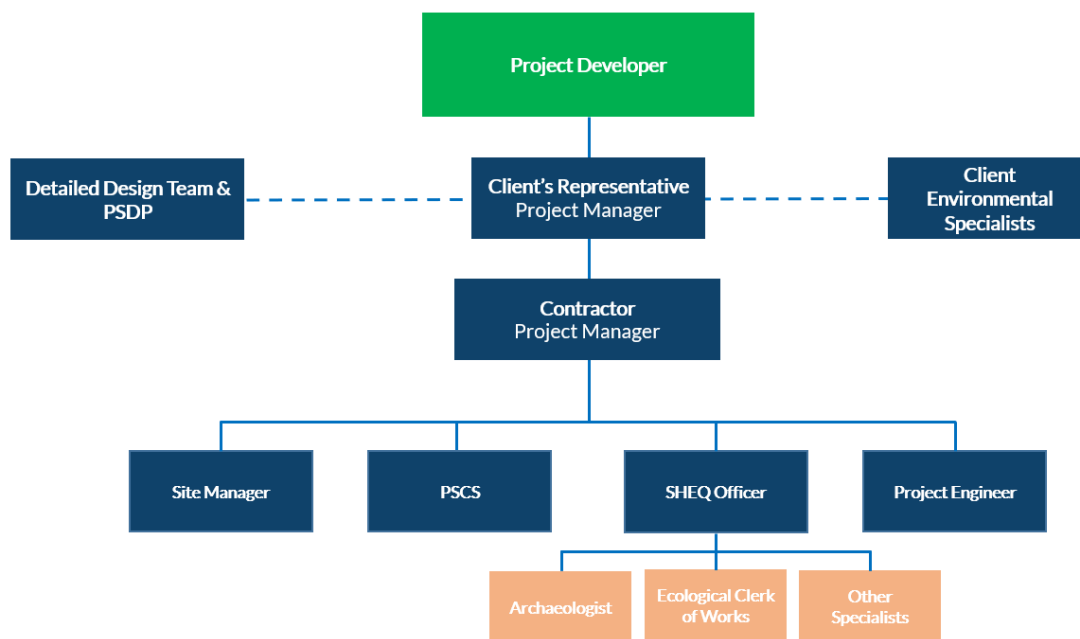 Project Developer
Detailed Design Team &
PSDP
Client's Representative
Project Manager
Client
Environmental
Specialists
Contractor
Project Manager
Site Manager
PSCS
SHEQ Officer
Project Engineer
Archaeologist
Ecological Clerk
of Works
Other
Specialists